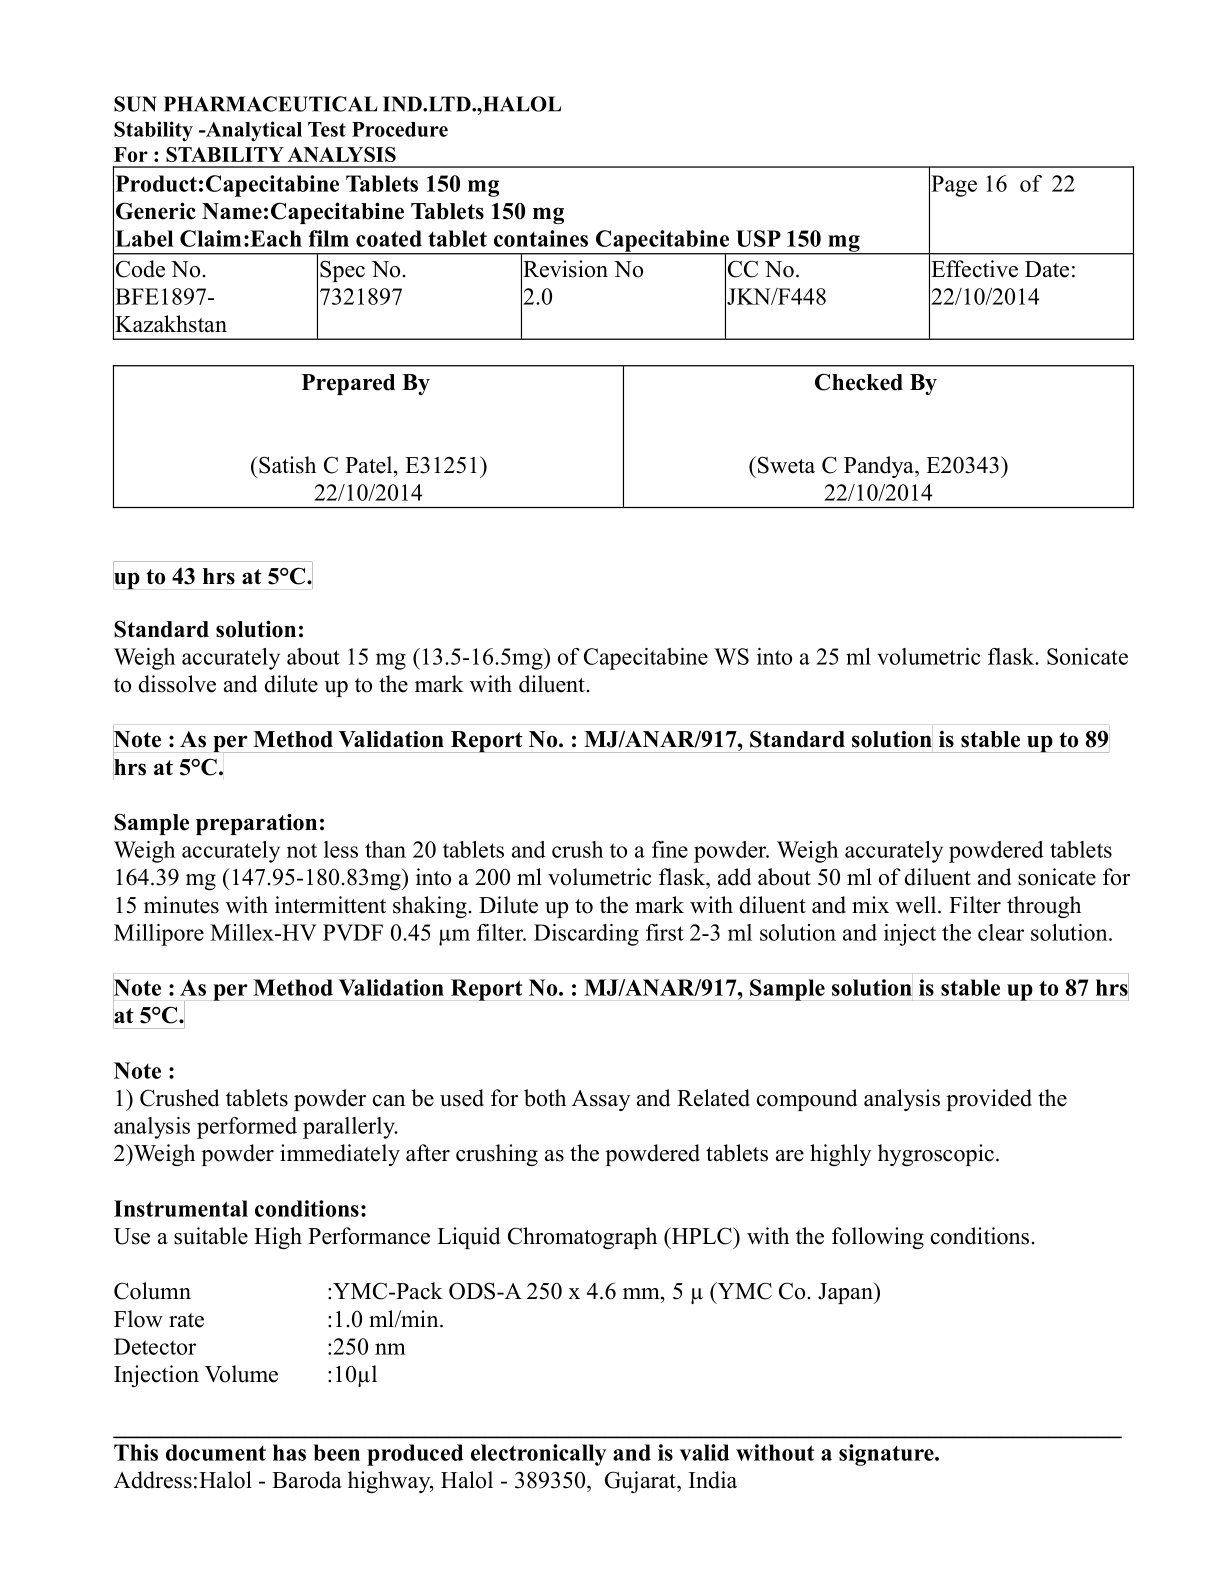 SUN PHARMACEUTICAL IND.LTD.,HALOL
Stability -Analytical Test Procedure
For : STABILITY ANALYSIS
Product:Capecitabine Tablets 150 mg
Generic Name:Capecitabine Tablets 150 mg
Label Claim:Each film coated tablet containes Capecitabine USP 150 mg
Page 16 of 22
Code No.
BFE1897-
Kazakhstan
Spec No.
7321897
Revision No
2.0
CC No.
JKN/F448
Effective Date:
22/10/2014
Prepared By
(Satish C Patel, E31251)
22/10/2014
Checked By
(Sweta C Pandya, E20343)
22/10/2014
up to 43 hrs at 5°C.
Standard solution:
Weigh accurately about 15 mg (13.5-16.5mg) of Capecitabine WS into a 25 ml volumetric flask. Sonicate
to dissolve and dilute up to the mark with diluent.
Note : As per Method Validation Report No. : MJ/ANAR/917, Standard solution is stable up to 89
hrs at 5°C.
Sample preparation:
Weigh accurately not less than 20 tablets and crush to a fine powder. Weigh accurately powdered tablets
164.39 mg (147.95-180.83mg) into a 200 ml volumetric flask, add about 50 ml of diluent and sonicate for
15 minutes with intermittent shaking. Dilute up to the mark with diluent and mix well. Filter through
Millipore Millex-HV PVDF 0.45 µm filter. Discarding first 2-3 ml solution and inject the clear solution.
Note : As per Method Validation Report No. : MJ/ANAR/917, Sample solution is stable up to 87 hrs
at 5°C.
Note :
1) Crushed tablets powder can be used for both Assay and Related compound analysis provided the
analysis performed parallerly.
2)Weigh powder immediately after crushing as the powdered tablets are highly hygroscopic.
Instrumental conditions:
Use a suitable High Performance Liquid Chromatograph (HPLC) with the following conditions.
Column :YMC-Pack ODS-A 250 x 4.6 mm, 5 µ (YMC Co. Japan)
Flow rate :1.0 ml/min.
Detector :250 nm
Injection Volume :10µl
This document has been produced electronically and is valid without a signature.
Address:Halol - Baroda highway, Halol - 389350, Gujarat, India